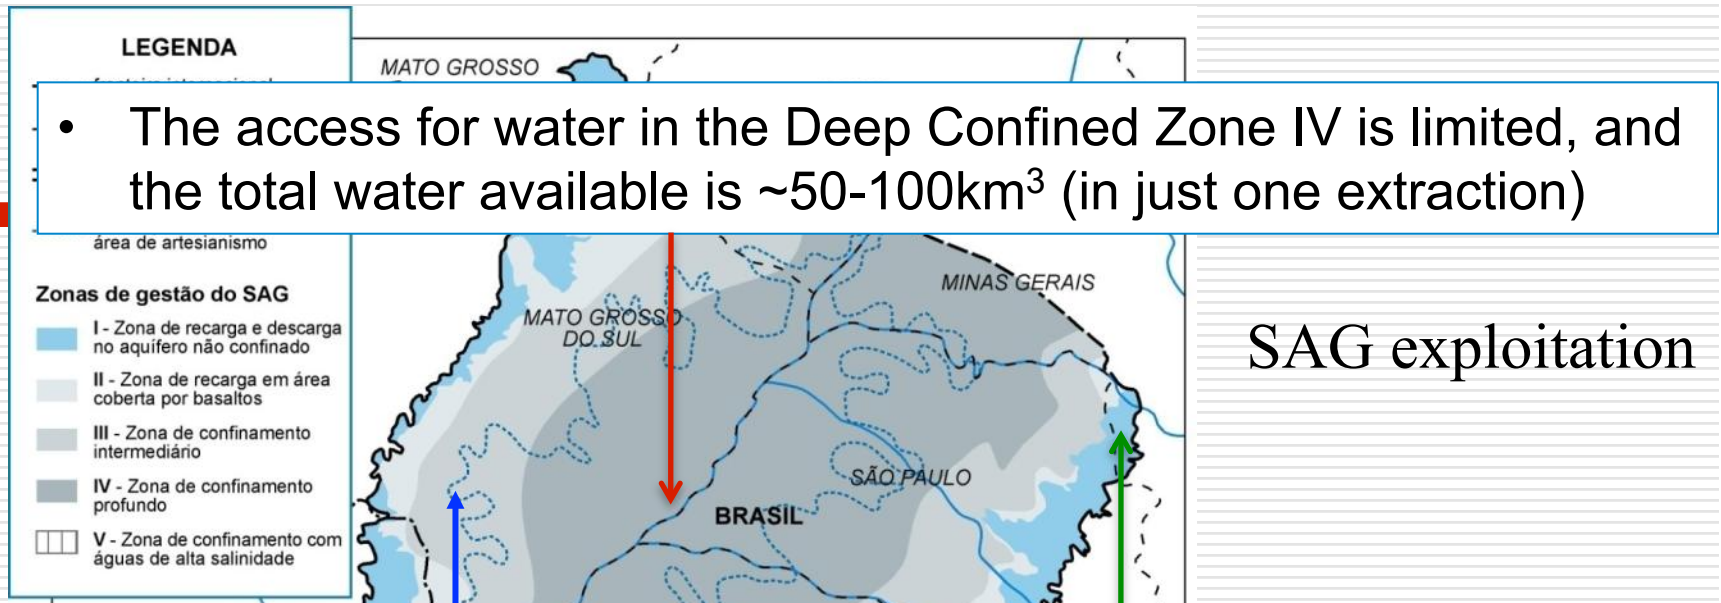 LEGENDA
MATO GROSSO
• The access for water in the Deep Confined Zone IV is limited, and
the total water available is ~50-100km³ (in just one extraction)
área de artesianismo
Zonas de gestão do SAG
I - Zona de recarga e descarga
no aquífero não confinado
II - Zona de recarga em área
coberta por basaltos
III - Zona de confinamento
intermediário
IV - Zona de confinamento
profundo
V - Zona de confinamento com
águas de alta salinidade
MINAS GERAIS
MATO GROSSO
DO SUL
SÃO PAULO
BRASIL
SAG exploitation